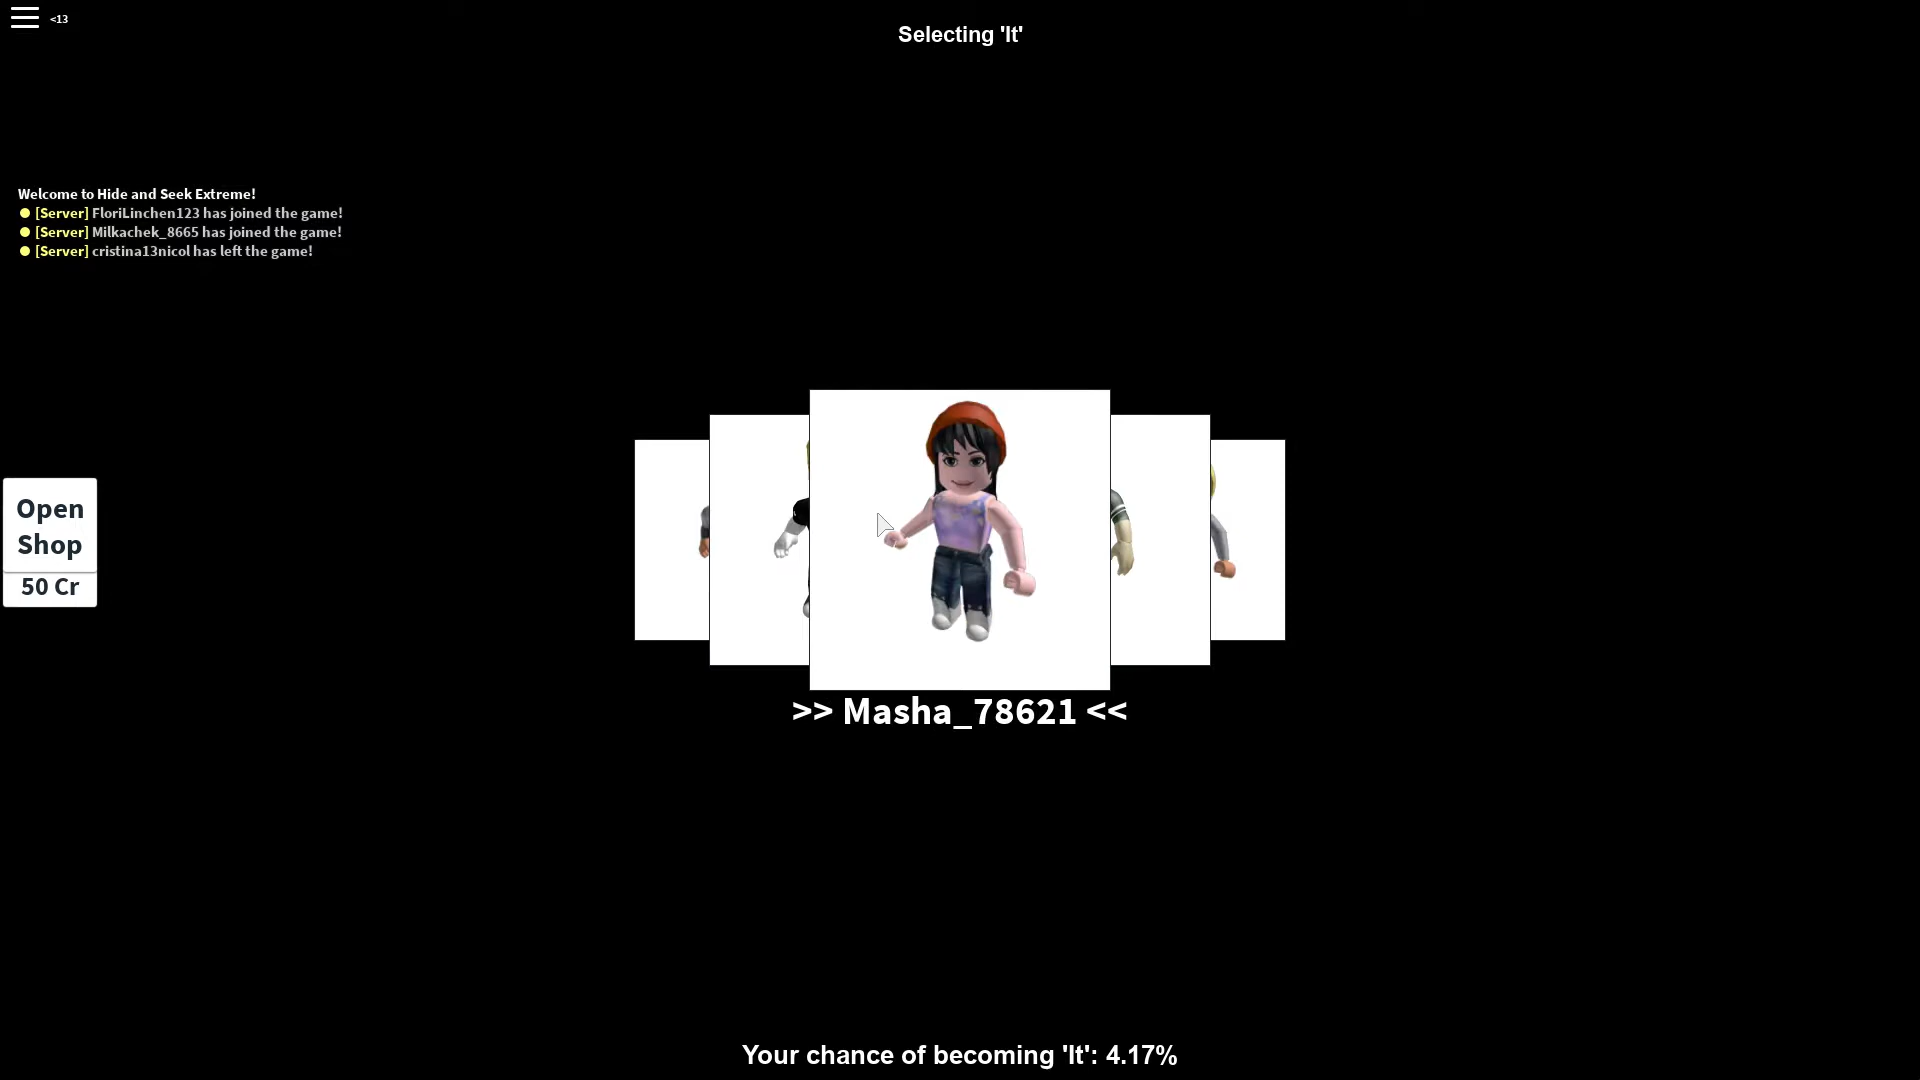 <13
Selecting 'It'
Welcome to Hide and Seek Extreme!
[Server] FloriLinchen123 has joined the game!
[Server] Milkachek_8665 has joined the game!
[Server] cristina13nicol has left the game!
Open
Shop
50 Cr
>> Masha_78621 <<
Your chance of becoming 'It': 4.17%